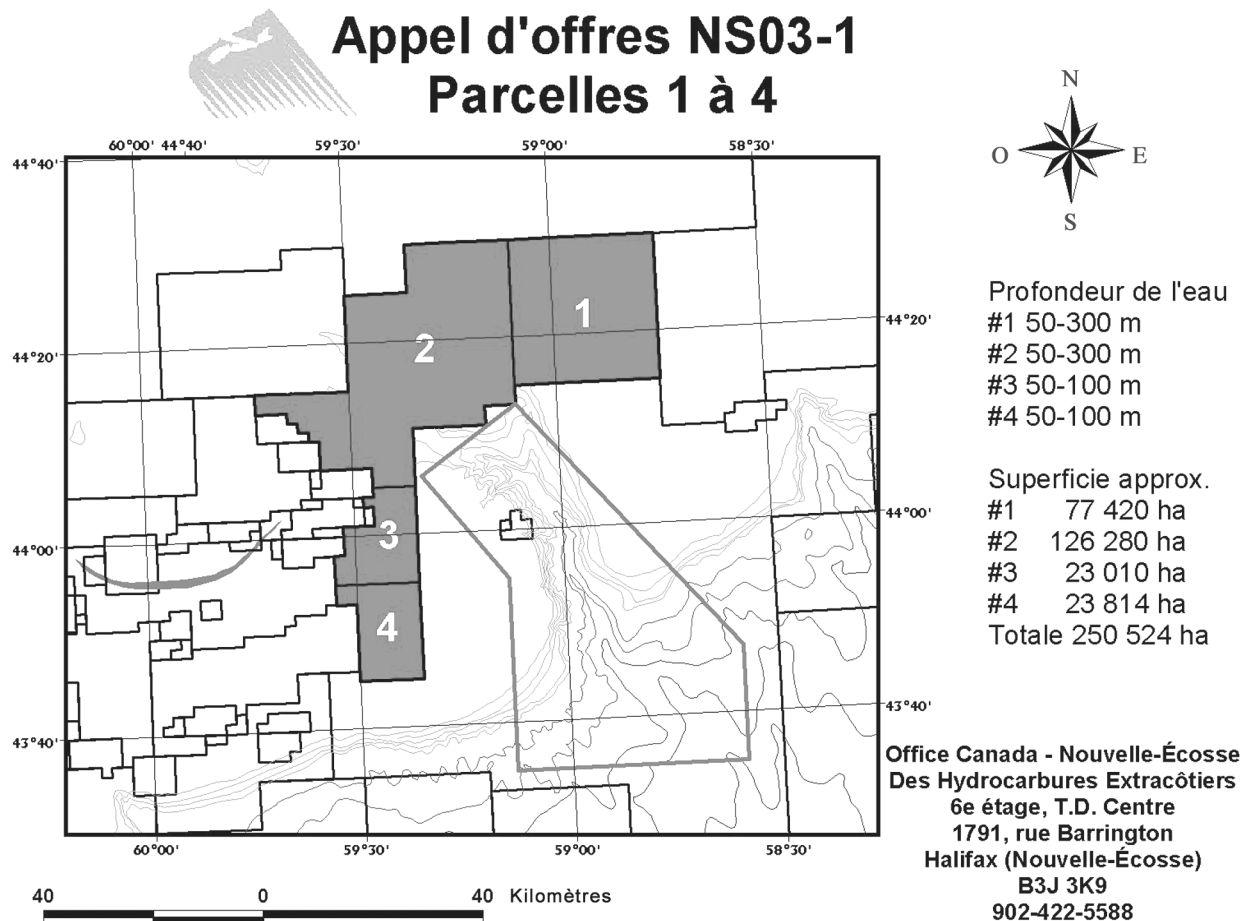 Appel d'offres NS03-1
Parcelles 1 à 4
N
O E
S
60°00' 44°40' 59°30' 59°00' 58°30'
44°40'
1
2
44°20' 44°20'
3
44°00' 44°00'
4
43°40' 43°40'
60°00' 59°30' 59°00' 58°30'
40 0 40 Kilomètres
Profondeur de l'eau
#1 50-300 m
#2 50-300 m
#3 50-100 m
#4 50-100 m
Superficie approx.
#1 77 420 ha
#2 126 280 ha
#3 23 010 ha
#4 23 814 ha
Totale 250 524 ha
Office Canada - Nouvelle-Écosse
Des Hydrocarbures Extracôtiers
6e étage, T.D. Centre
1791, rue Barrington
Halifax (Nouvelle-Écosse)
B3J 3K9
902-422-5588